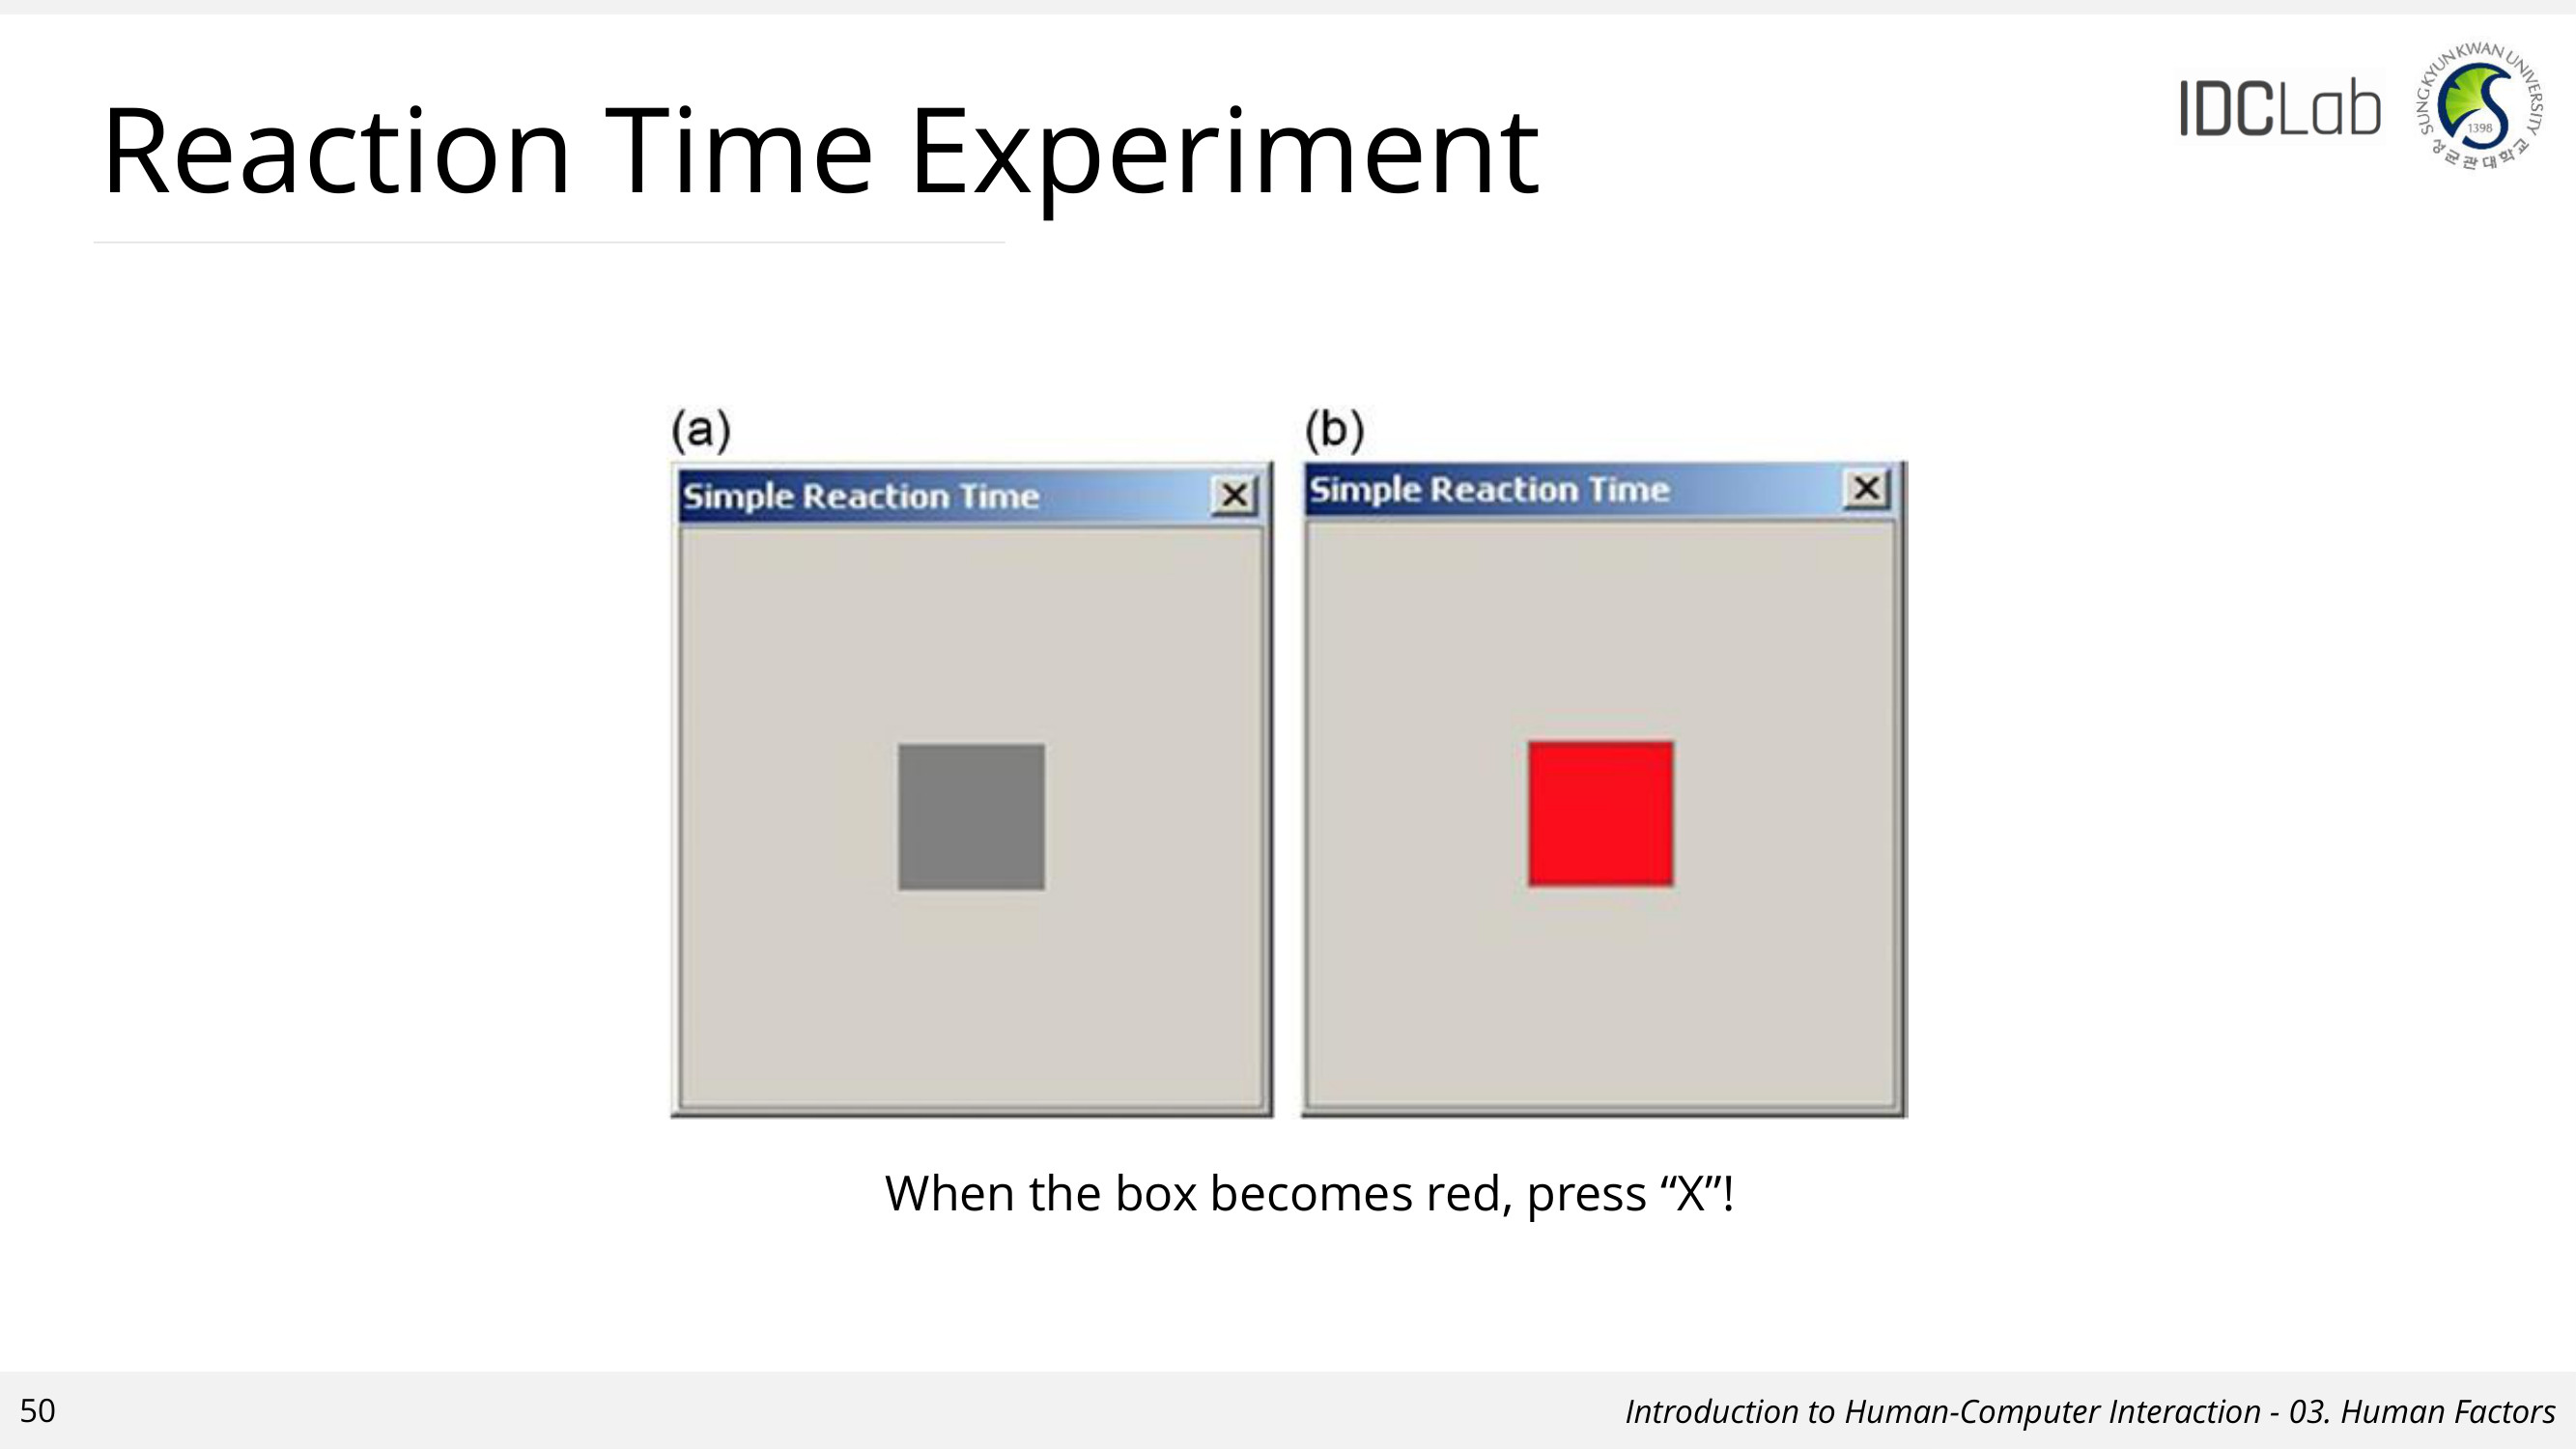 Reaction Time Experiment
IDCLab
SUNGKYUNKWAN UNIVERSITY
1398
성균관대학교
(a)
(b)
Simple Reaction Time
Simple Reaction Time
When the box becomes red, press “X”!
50
Introduction to Human-Computer Interaction - 03. Human Factors